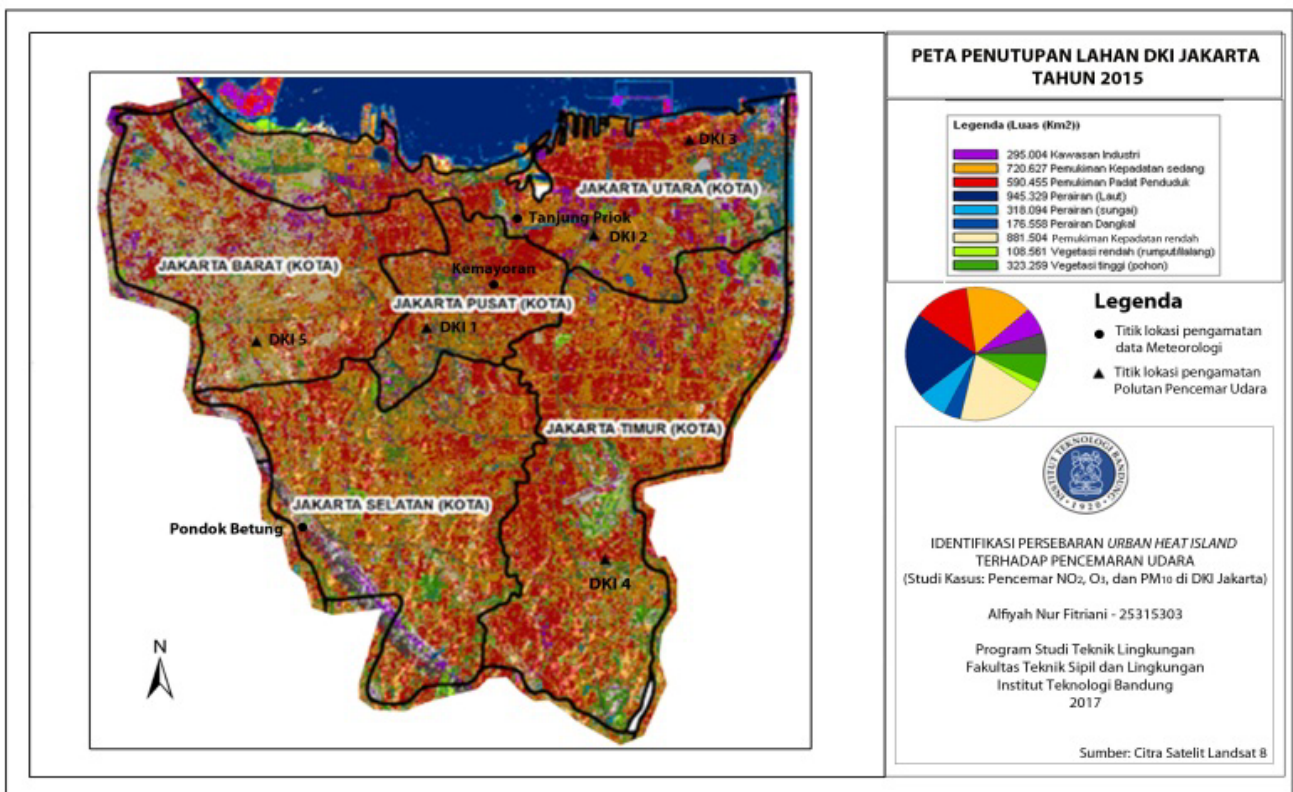 PETA PENUTUPAN LAHAN DKI JAKARTA
TAHUN 2015
Legenda (Luas (Km2))
295.004 Kawasan Industri
720.627 Pemukiman Kepadatan sedang
590.455 Pemukiman Padat Penduduk
945.329 Perairan (Laut)
318.094 Perairan (sungai)
176.558 Perairan Dangkal
881.504 Pemukiman Kepadatan rendah
108.561 Vegetasi rendah (rumput/ilalang)
323.259 Vegetasi tinggi (pohon)
Legenda
Titik lokasi pengamatan
data Meteorologi
Titik lokasi pengamatan
Polutan Pencemar Udara
DKI 3
JAKARTA UTARA (KOTA)
Tanjung Priok
DKI 2
JAKARTA BARAT (KOTA)
Kemayoran
JAKARTA PUSAT (KOTA)
DKI 1
DKI 5
JAKARTA TIMUR (KOTA)
JAKARTA SELATAN (KOTA)
Pondok Betung
DKI 4
N
INSTITUT TEKNOLOGI BANDUNG
1920
IDENTIFIKASI PERSEBARAN URBAN HEAT ISLAND
TERHADAP PENCEMARAN UDARA
(Studi Kasus: Pencemar NO2, O3, dan PM10 di DKI Jakarta)
Alfiyah Nur Fitriani - 25315303
Program Studi Teknik Lingkungan
Fakultas Teknik Sipil dan Lingkungan
Institut Teknologi Bandung
2017
Sumber: Citra Satelit Landsat 8